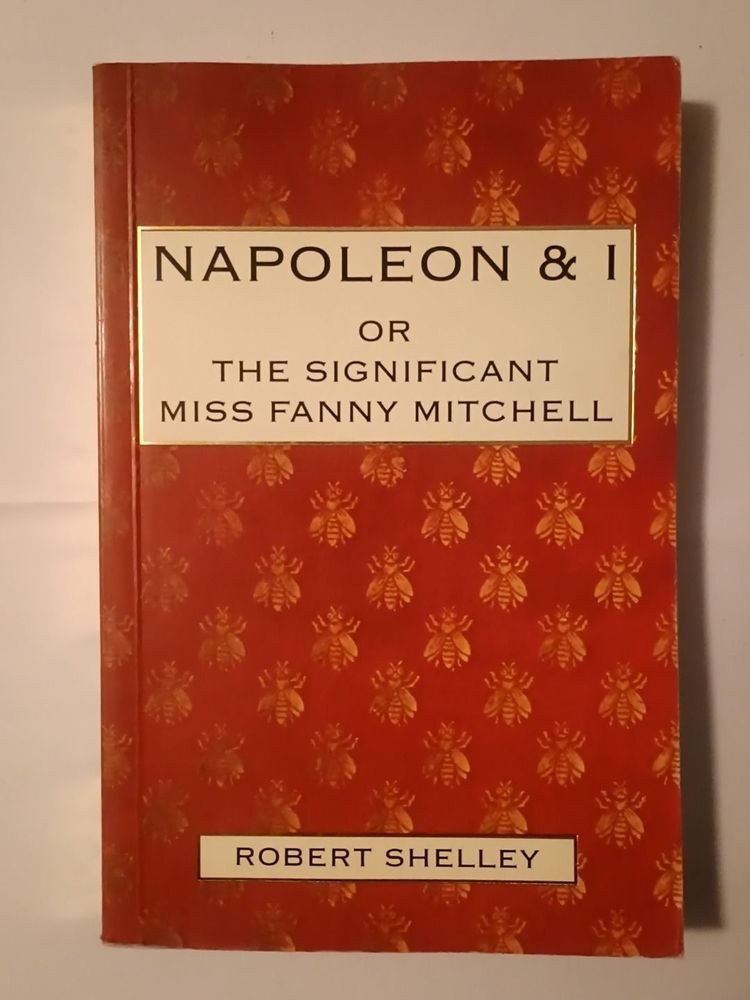 NAPOLEON & I
OR
THE SIGNIFICANT
MISS FANNY MITCHELL
ROBERT SHELLEY